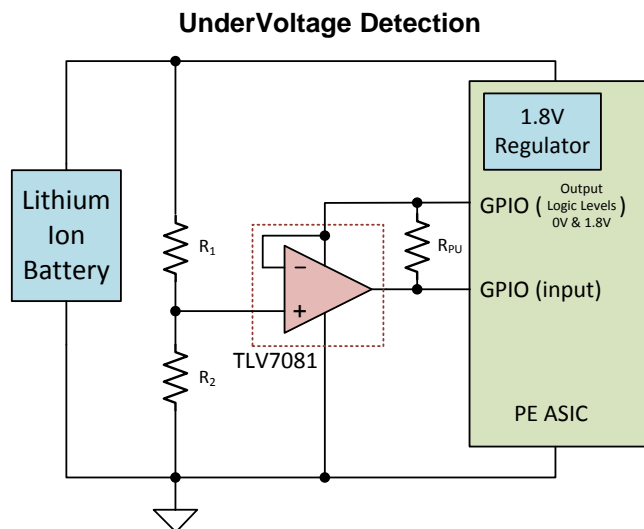 UnderVoltage Detection
1.8V
Regulator
Lithium
Ion
Battery
R1
R2
−
+
TLV7081
RPU
GPIO ( Output Logic Levels 0V & 1.8V )
GPIO (input)
PE ASIC